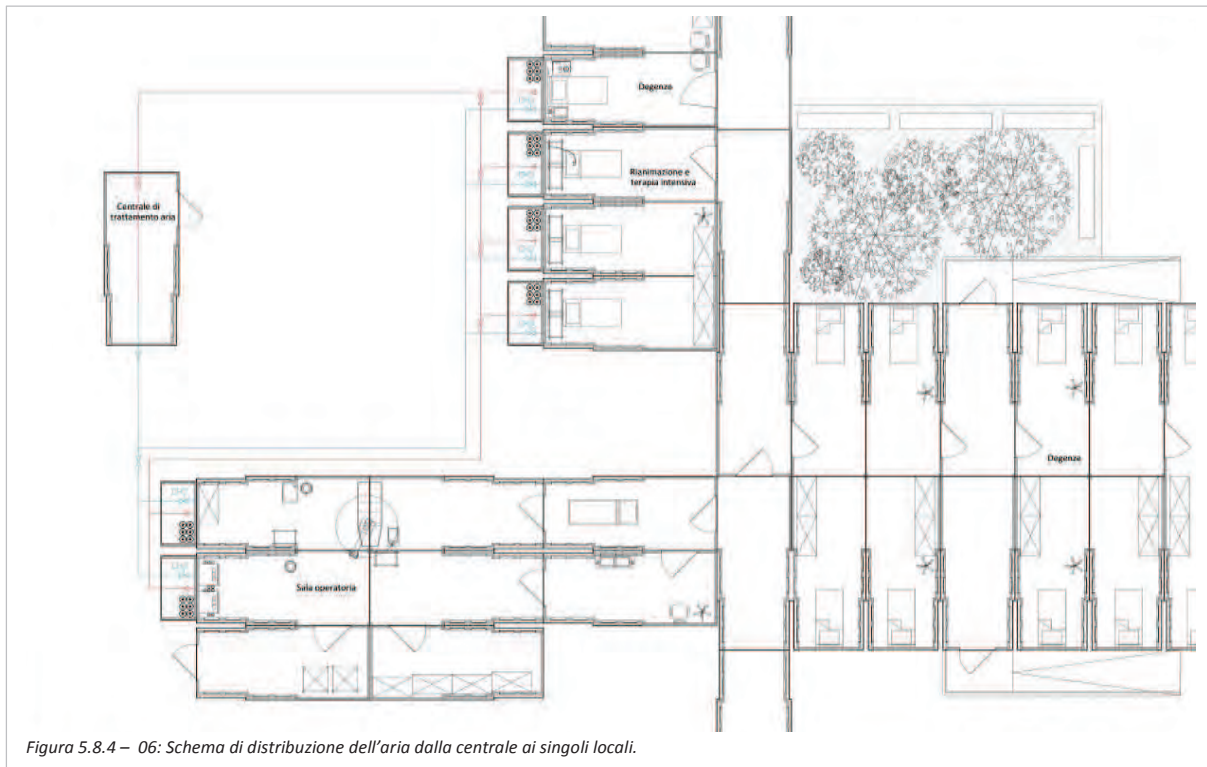 Degenze
Rianimazione e
terapia intensiva
Centrale di
trattamento aria
Degenze
Sala operatoria
Figura 5.8.4 – 06: Schema di distribuzione dell’aria dalla centrale ai singoli locali.